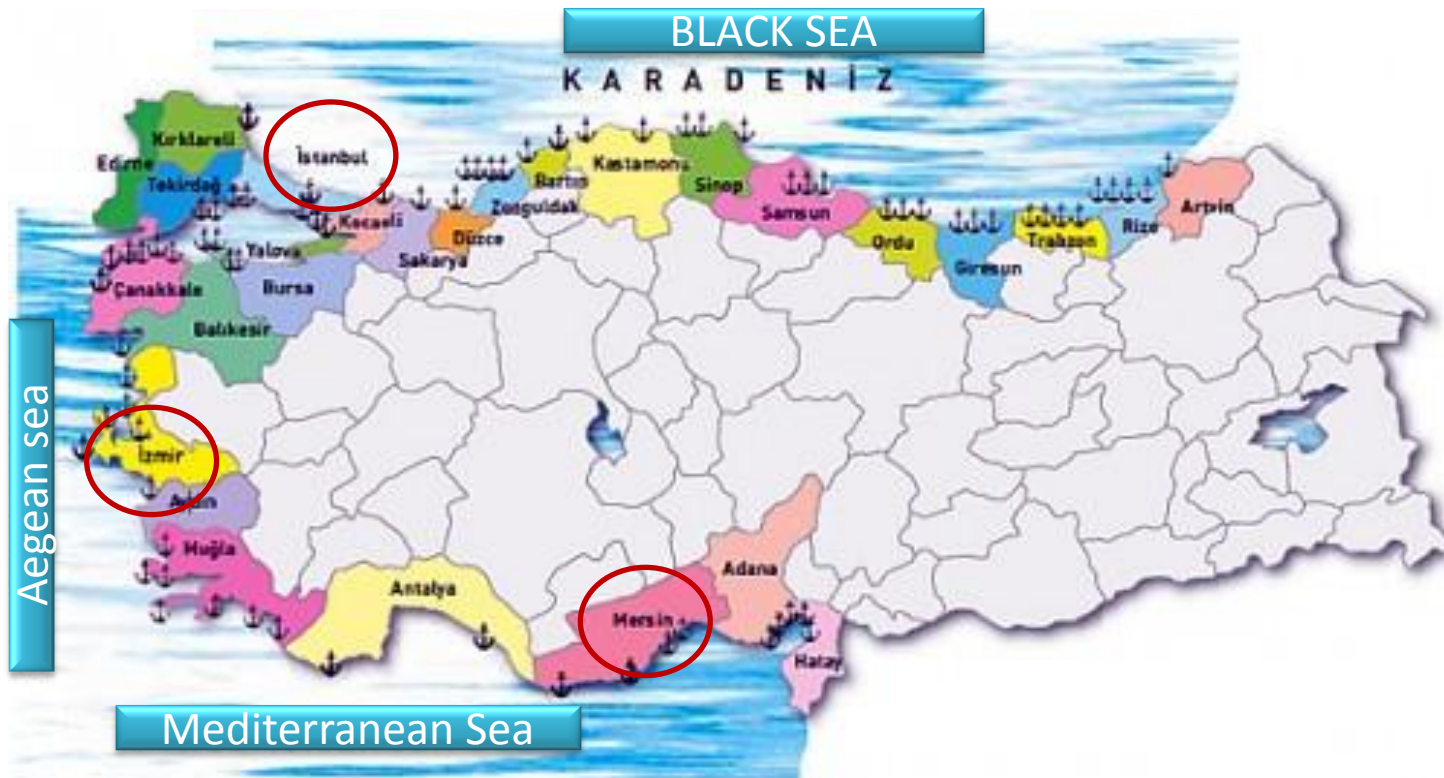 BLACK SEA
KARADENİZ
Kırklareli
İstanbul
Edirne
Tekirdağ
Kastamonu
Bartın
Sinop
Zonguldak
Samsun
Artvin
Kocaeli
Rize
Trabzon
Düzce
Ordu
Yalova
Sakarya
Giresun
Çanakkale
Bursa
Balıkesir
Aegean sea
İzmir
Aydın
Muğla
Antalya
Adana
Mersin
Hatay
Mediterranean Sea